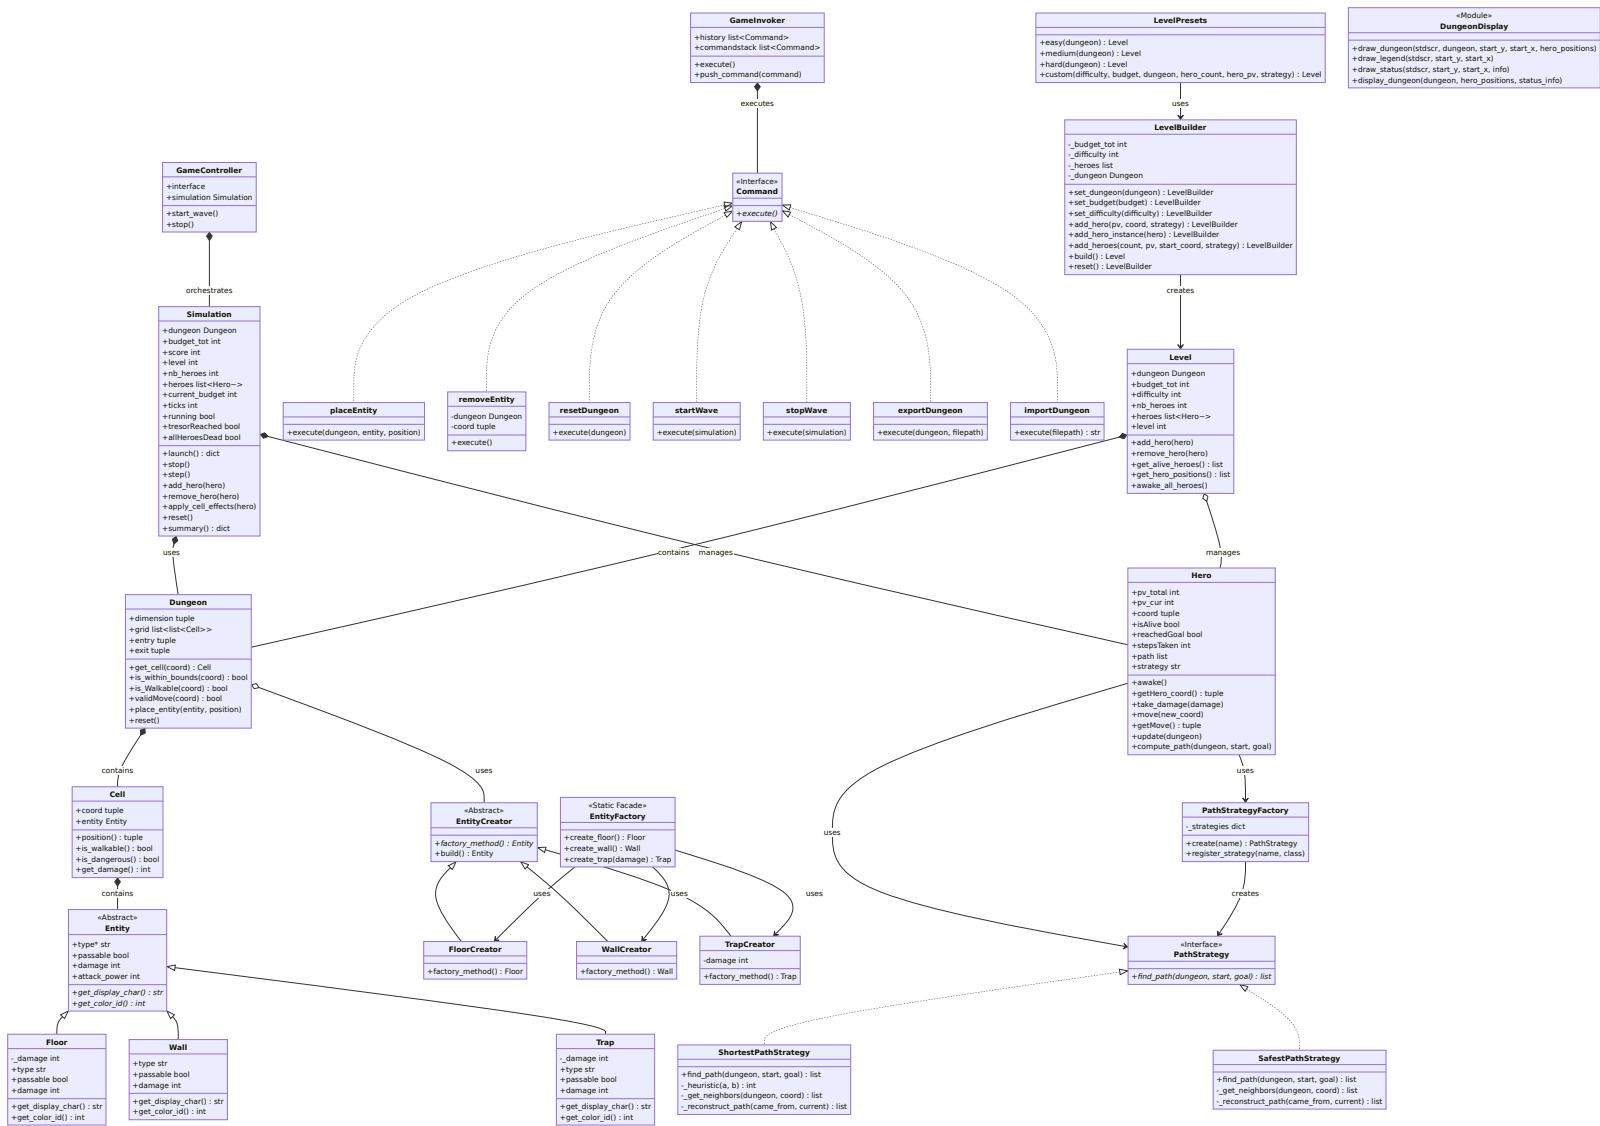 GameInvoker
+history list<Command>
+commandstack list<Command>
+execute()
+push_command(command)
executes
LevelPresets
+easy(dungeon) : Level
+medium(dungeon) : Level
+hard(dungeon) : Level
+custom(difficulty, budget, dungeon, hero_count, hero_pv, strategy) : Level
uses
«Module»
DungeonDisplay
+draw_dungeon(stdscr, dungeon, start_y, start_x, hero_positions)
+draw_legend(stdscr, start_y, start_x)
+draw_status(stdscr, start_y, start_x, info)
+display_dungeon(dungeon, hero_positions, status_info)
LevelBuilder
-_budget_tot int
-_difficulty int
-_heroes list
-_dungeon Dungeon
+set_dungeon(dungeon) : LevelBuilder
+set_budget(budget) : LevelBuilder
+set_difficulty(difficulty) : LevelBuilder
+add_hero(pv, coord, strategy) : LevelBuilder
+add_hero_instance(hero) : LevelBuilder
+add_heroes(count, pv, start_coord, strategy) : LevelBuilder
+build() : Level
+reset() : LevelBuilder
creates
GameController
+interface
+simulation Simulation
+start_wave()
+stop()
orchestrates
«Interface»
Command
+execute()
Simulation
+dungeon Dungeon
+budget_tot int
+score int
+level int
+nb_heroes int
+heroes list<Hero~>
+current_budget int
+ticks int
+running bool
+tresorReached bool
+allHeroesDead bool
+launch() : dict
+stop()
+step()
+add_hero(hero)
+remove_hero(hero)
+apply_cell_effects(hero)
+reset()
+summary() : dict
uses
placeEntity
+execute(dungeon, entity, position)
removeEntity
-dungeon Dungeon
-coord tuple
+execute()
resetDungeon
+execute(dungeon)
startWave
+execute(simulation)
stopWave
+execute(simulation)
exportDungeon
+execute(dungeon, filepath)
importDungeon
+execute(filepath) : str
Level
+dungeon Dungeon
+budget_tot int
+difficulty int
+nb_heroes int
+heroes list<Hero~>
+level int
+add_hero(hero)
+remove_hero(hero)
+get_alive_heroes() : list
+get_hero_positions() : list
+awake_all_heroes()
contains
manages
manages
Dungeon
+dimension tuple
+grid list<list<Cell>>
+entry tuple
+exit tuple
+get_cell(coord) : Cell
+is_within_bounds(coord) : bool
+is_Walkable(coord) : bool
+validMove(coord) : bool
+place_entity(entity, position)
+reset()
contains
uses
Hero
+pv_total int
+pv_cur int
+coord tuple
+isAlive bool
+reachedGoal bool
+stepsTaken int
+path list
+strategy str
+awake()
+getHero_coord() : tuple
+take_damage(damage)
+move(new_coord)
+getMove() : tuple
+update(dungeon)
+compute_path(dungeon, start, goal)
uses
uses
Cell
+coord tuple
+entity Entity
+position() : tuple
+is_walkable() : bool
+is_dangerous() : bool
+get_damage() : int
contains
«Abstract»
EntityCreator
+factory_method() : Entity
+build() : Entity
«Static Facade»
EntityFactory
+create_floor() : Floor
+create_wall() : Wall
+create_trap(damage) : Trap
uses
uses
uses
PathStrategyFactory
-_strategies dict
+create(name) : PathStrategy
+register_strategy(name, class)
creates
«Abstract»
Entity
+type* str
+passable bool
+damage int
+attack_power int
+get_display_char() : str
+get_color_id() : int
FloorCreator
+factory_method() : Floor
WallCreator
+factory_method() : Wall
TrapCreator
-damage int
+factory_method() : Trap
«Interface»
PathStrategy
+find_path(dungeon, start, goal) : list
Floor
-_damage int
+type str
+passable bool
+damage int
+get_display_char() : str
+get_color_id() : int
Wall
+type str
+passable bool
+damage int
+get_display_char() : str
+get_color_id() : int
Trap
-_damage int
+type str
+passable bool
+damage int
+get_display_char() : str
+get_color_id() : int
ShortestPathStrategy
+find_path(dungeon, start, goal) : list
-_heuristic(a, b) : int
-_get_neighbors(dungeon, coord) : list
-_reconstruct_path(came_from, current) : list
SafestPathStrategy
+find_path(dungeon, start, goal) : list
-_get_neighbors(dungeon, coord) : list
-_reconstruct_path(came_from, current) : list